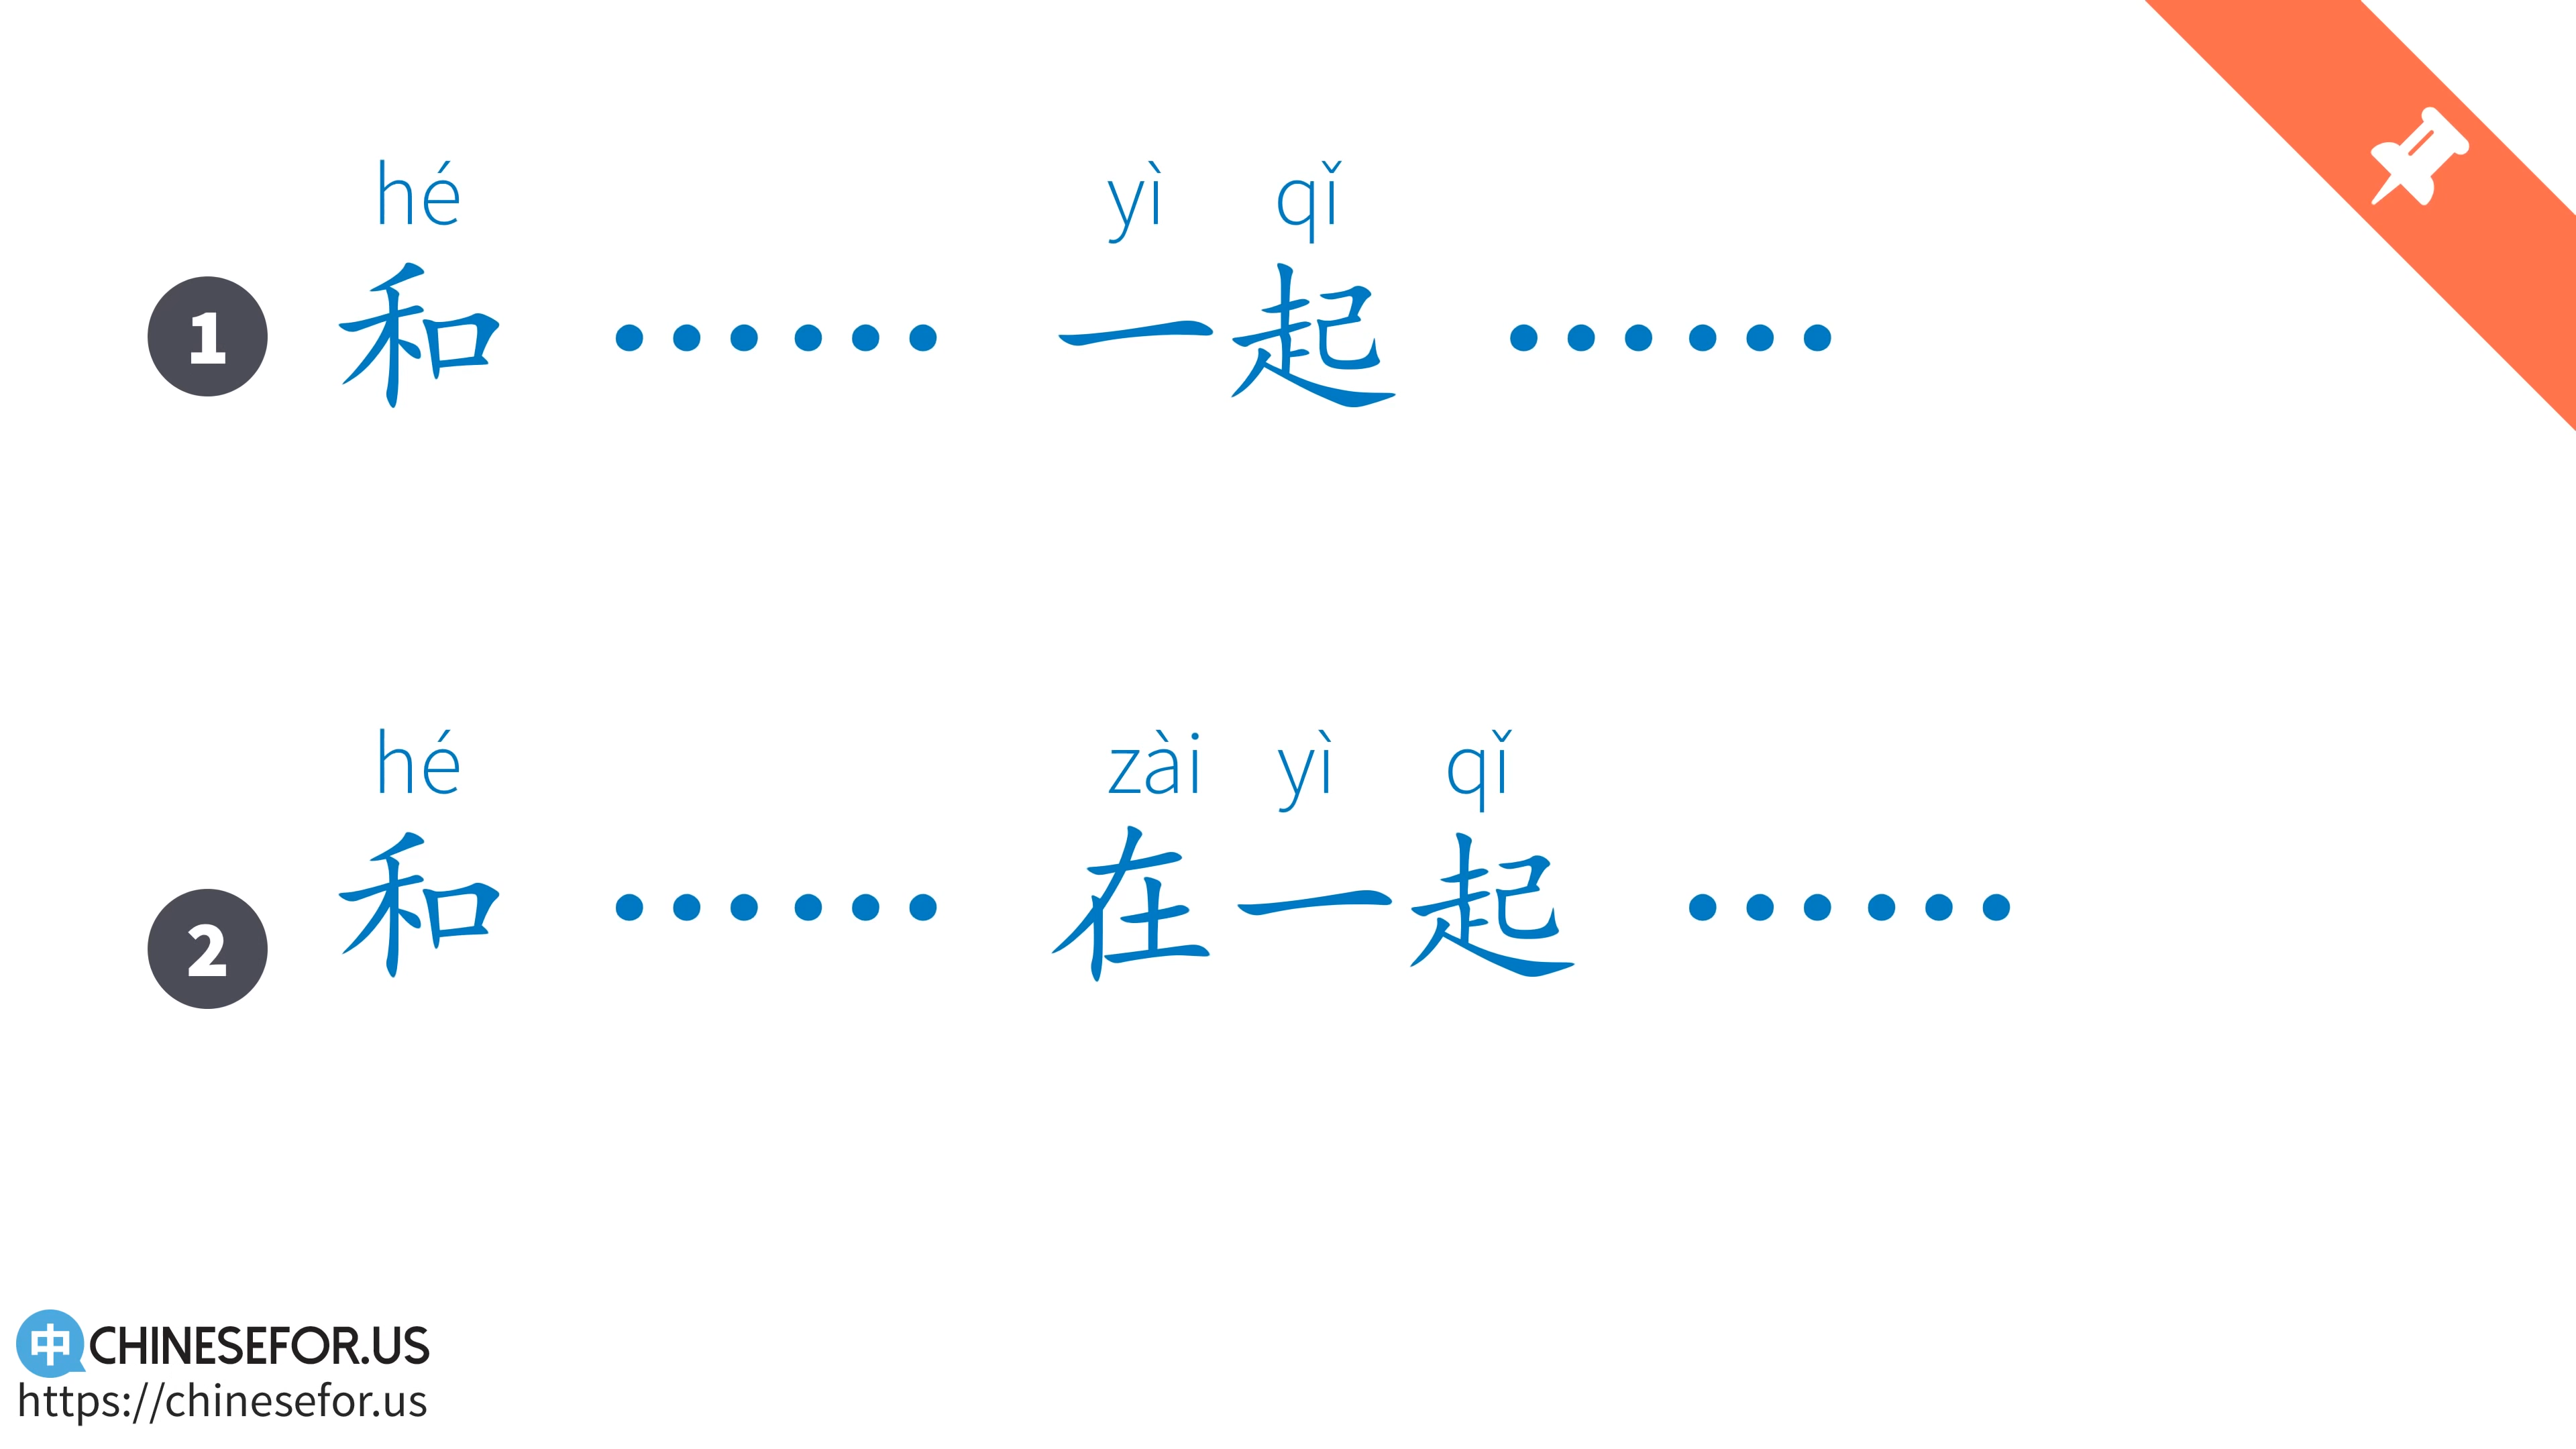 hé yì qǐ
1 和 …… 一起 ……
hé zài yì qǐ
2 和 …… 在一起 ……
中 CHINESEFOR.US
https://chinesefor.us